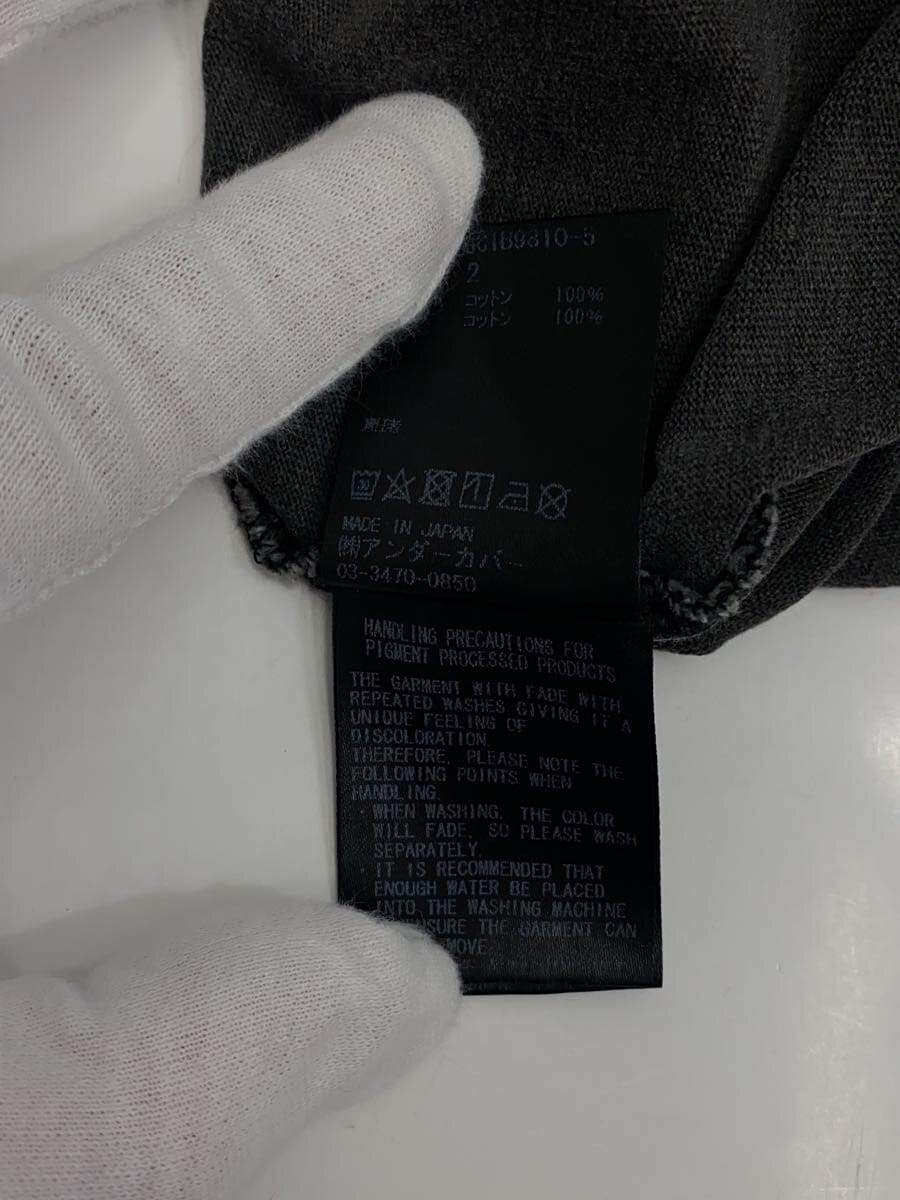 UC1B9810-5
2
コットン 100%
コットン 100%
MADE IN JAPAN
㈱アンダーカバー
03-3470-0850
HANDLING PRECAUTIONS FOR
PIGMENT PROCESSED PRODUCTS
THE GARMENT WITH FADE WITH
REPEATED WASHES GIVING IT A
UNIQUE FEELING OF
DISCOLORATION.
THEREFORE, PLEASE NOTE THE
FOLLOWING POINTS WHEN
HANDLING.
・WHEN WASHING, THE COLOR
WILL FADE, SO PLEASE WASH
SEPARATELY.
・IT IS RECOMMENDED THAT
ENOUGH WATER BE PLACED
INTO THE WASHING MACHINE
ENSURE THE GARMENT CAN
MOVE